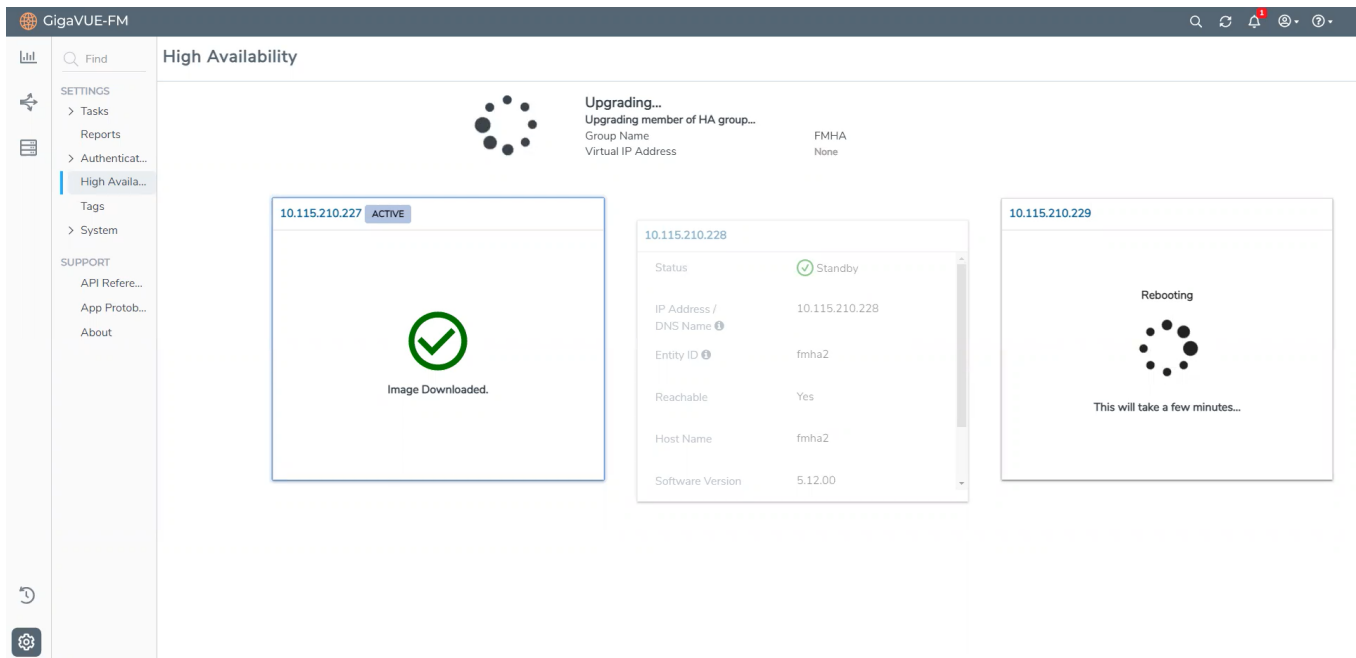 GigaVUE-FM
1
Find
High Availability
SETTINGS
Tasks
Reports
Authenticat...
High Availa...
Tags
System
SUPPORT
API Refere...
App Protob...
About
Upgrading...
Upgrading member of HA group...
Group Name FMHA
Virtual IP Address None
10.115.210.227 ACTIVE
Image Downloaded.
10.115.210.228
Status Standby
IP Address / 10.115.210.228
DNS Name
Entity ID fmha2
Reachable Yes
Host Name fmha2
Software Version 5.12.00
10.115.210.229
Rebooting
This will take a few minutes...